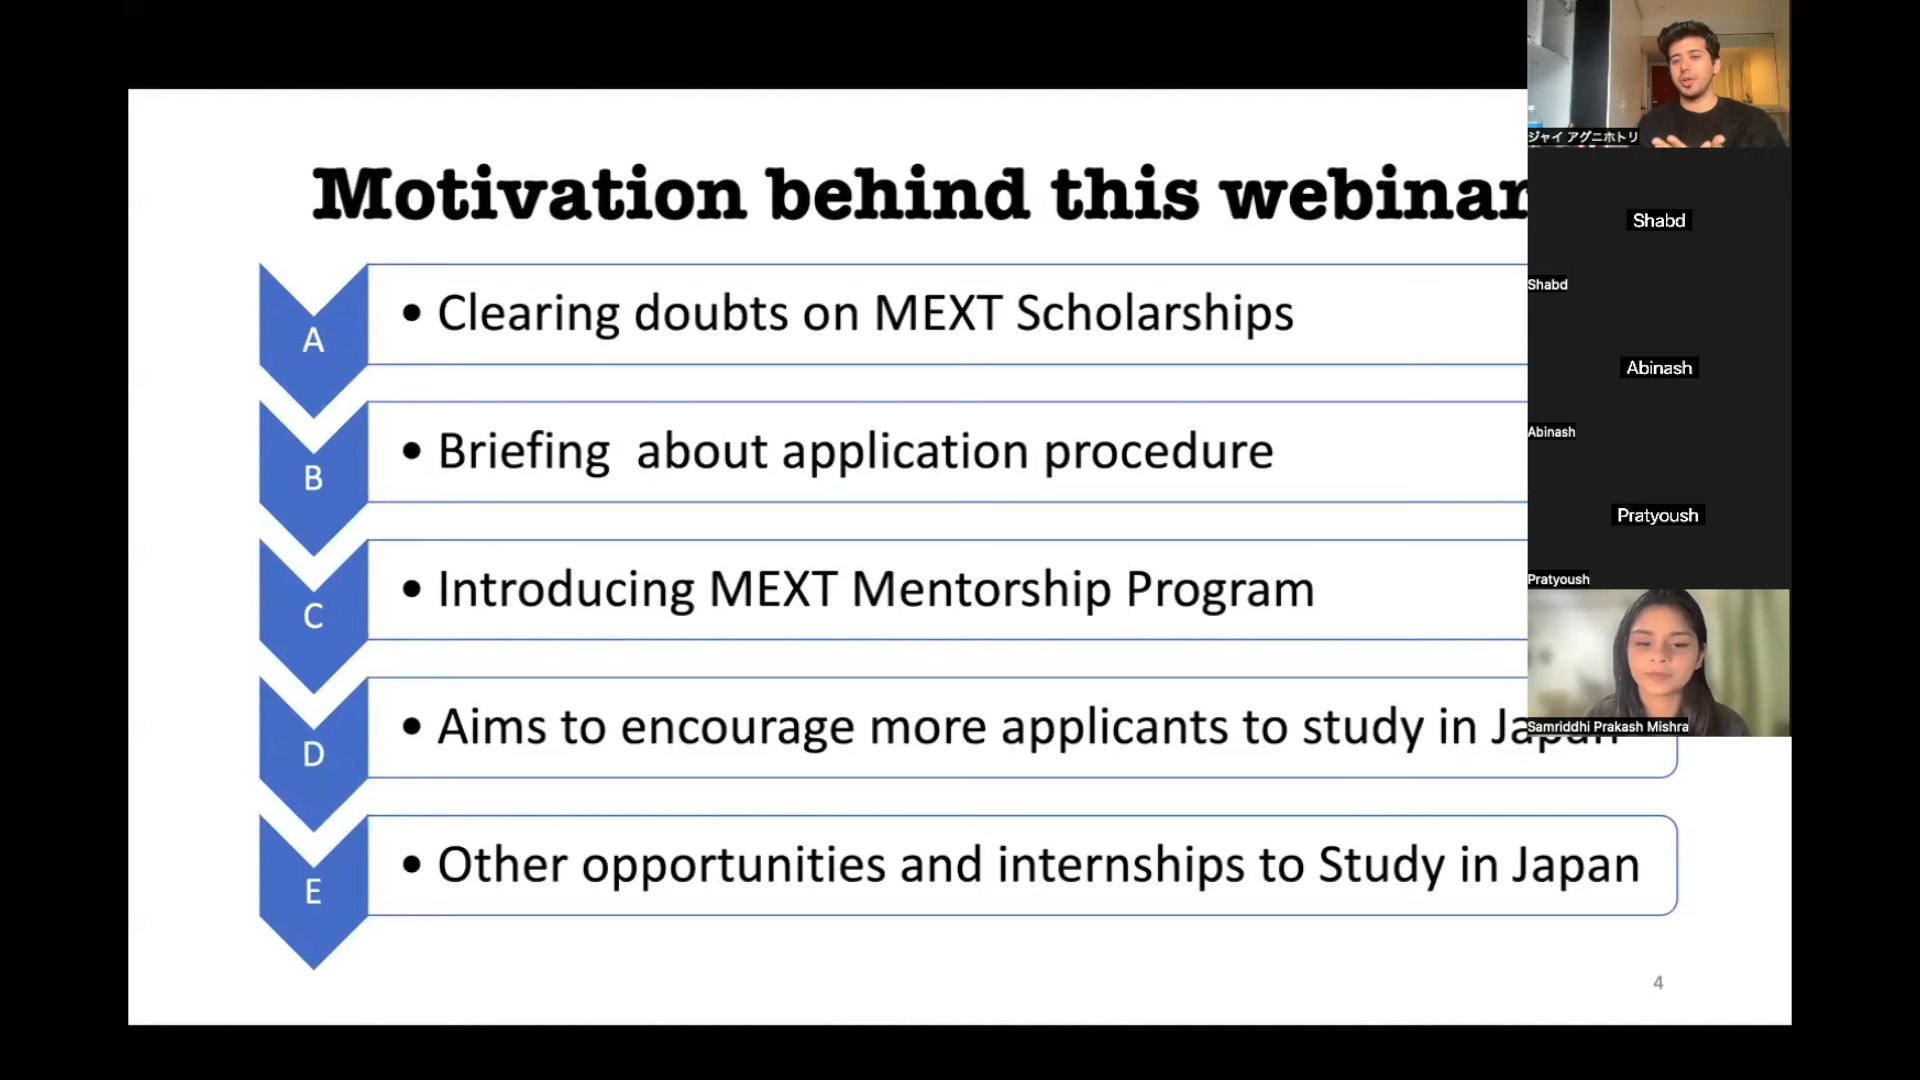 Motivation behind this webinar
A
• Clearing doubts on MEXT Scholarships
B
• Briefing about application procedure
C
• Introducing MEXT Mentorship Program
D
• Aims to encourage more applicants to study in Japan
E
• Other opportunities and internships to Study in Japan
4
ジャイ アグニホトリ
Shabd
Shabd
Abinash
Abinash
Pratyoush
Pratyoush
Samriddhi Prakash Mishra